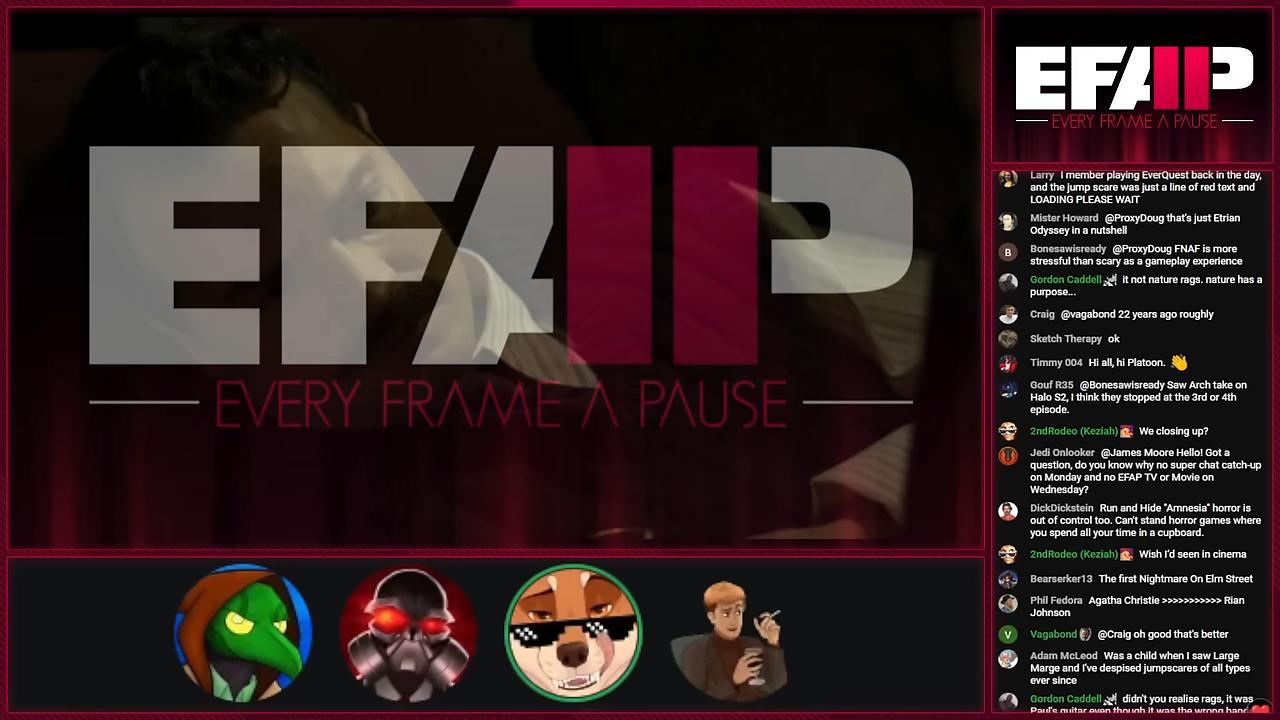 EFAP
EVERY FRAME A PAUSE
EFAP
EVERY FRAME A PAUSE
Larry I member playing EverQuest back in the day,
and the jump scare was just a line of red text and
LOADING PLEASE WAIT
Mister Howard @ProxyDoug that's just Etrian
Odyssey in a nutshell
B
Bonesawisready @ProxyDoug FNAF is more
stressful than scary as a gameplay experience
Gordon Caddell it not nature rags. nature has a
purpose...
Craig @vagabond 22 years ago roughly
Sketch Therapy ok
Timmy 004 Hi all, hi Platoon. 👋
Gouf R35 @Bonesawisready Saw Arch take on
Halo S2, I think they stopped at the 3rd or 4th
episode.
2ndRodeo (Keziah) We closing up?
Jedi Onlooker @James Moore Hello! Got a
question, do you know why no super chat catch-up
on Monday and no EFAP TV or Movie on
Wednesday?
DickDickstein Run and Hide "Amnesia" horror is
out of control too. Can't stand horror games where
you spend all your time in a cupboard.
2ndRodeo (Keziah) Wish I'd seen in cinema
Bearserker13 The first Nightmare On Elm Street
Phil Fedora Agatha Christie >>>>>>>>>>> Rian
Johnson
V
Vagabond @Craig oh good that's better
Adam McLeod Was a child when I saw Large
Marge and I've despised jumpscares of all types
ever since
Gordon Caddell didn't you realise rags, it was
Paul's guitar even though it was the wrong hand